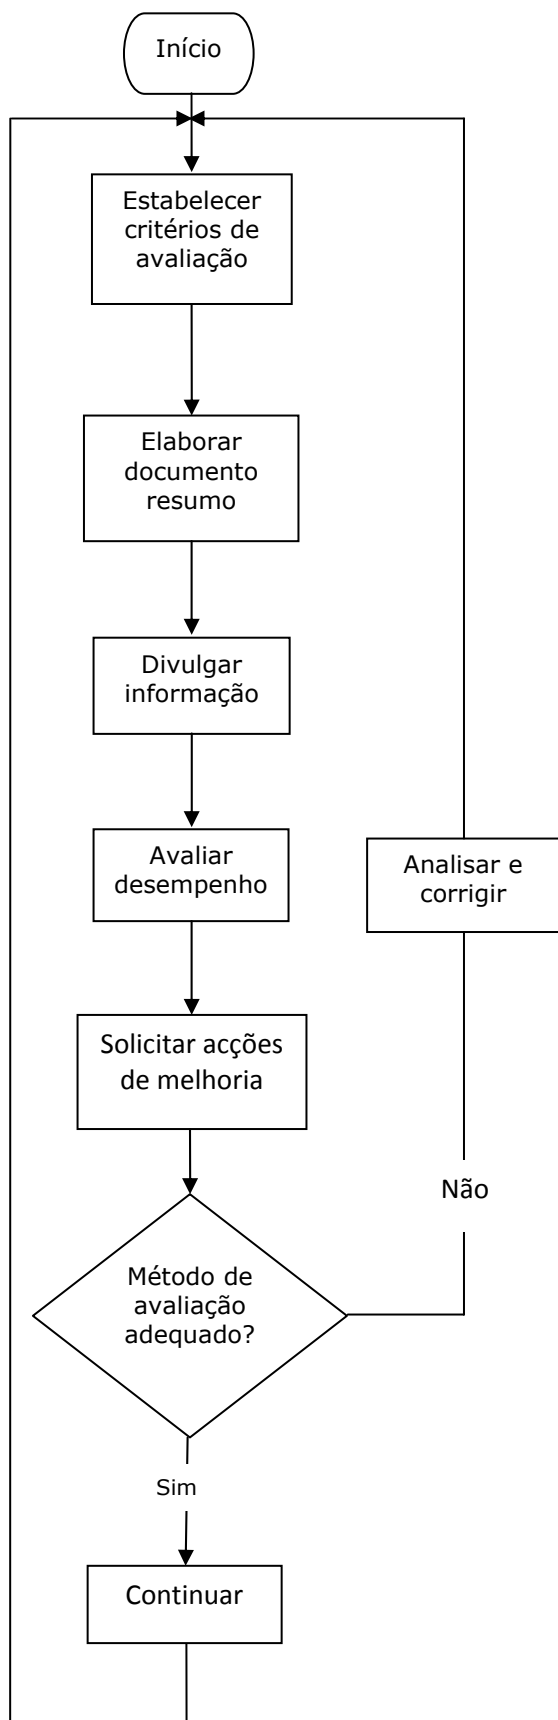 Início
Estabelecer
critérios de
avaliação
Elaborar
documento
resumo
Divulgar
informação
Avaliar
desempenho
Analisar e
corrigir
Solicitar acções
de melhoria
Não
Método de
avaliação
adequado?
Sim
Continuar